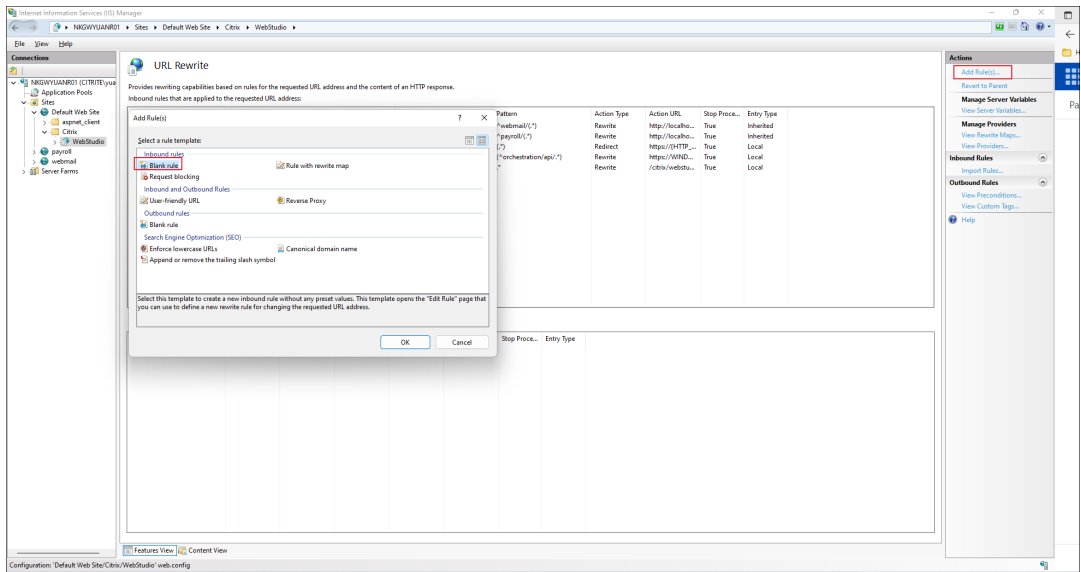 Internet Information Services (IIS) Manager
NKGWYUANR01 Sites Default Web Site Citrix WebStudio
File View Help
Connections
NKGWYUANR01 (CITRITE\yua
Application Pools
Sites
Default Web Site
aspnet_client
Citrix
WebStudio
payroll
webmail
Server Farms
URL Rewrite
Provides rewriting capabilities based on rules for the requested URL address and the content of an HTTP response.
Inbound rules that are applied to the requested URL address:
Pattern Action Type Action URL Stop Proce... Entry Type
^webmail/(.*) Rewrite http://localho... True Inherited
^payroll/(.*) Rewrite http://localho... True Inherited
(.*) Redirect https://{HTTP_... True Local
(^orchestration/api/.*) Rewrite https://WIND... True Local
.* Rewrite /citrix/webstu... True Local
Add Rule(s)
? ×
Select a rule template:
Inbound rules
Blank rule Rule with rewrite map
Request blocking
Inbound and Outbound Rules
User-friendly URL Reverse Proxy
Outbound rules
Blank rule
Search Engine Optimization (SEO)
Enforce lowercase URLs Canonical domain name
Append or remove the trailing slash symbol
Select this template to create a new inbound rule without any preset values. This template opens the "Edit Rule" page that
you can use to define a new rewrite rule for changing the requested URL address.
OK Cancel
Stop Proce... Entry Type
Features View Content View
Configuration: 'Default Web Site/Citrix/WebStudio' web.config
Actions
Add Rule(s)...
Revert to Parent
Manage Server Variables
View Server Variables...
Manage Providers
View Rewrite Maps...
View Providers...
Inbound Rules
Import Rules...
Outbound Rules
View Preconditions...
View Custom Tags...
Help
H
Pa